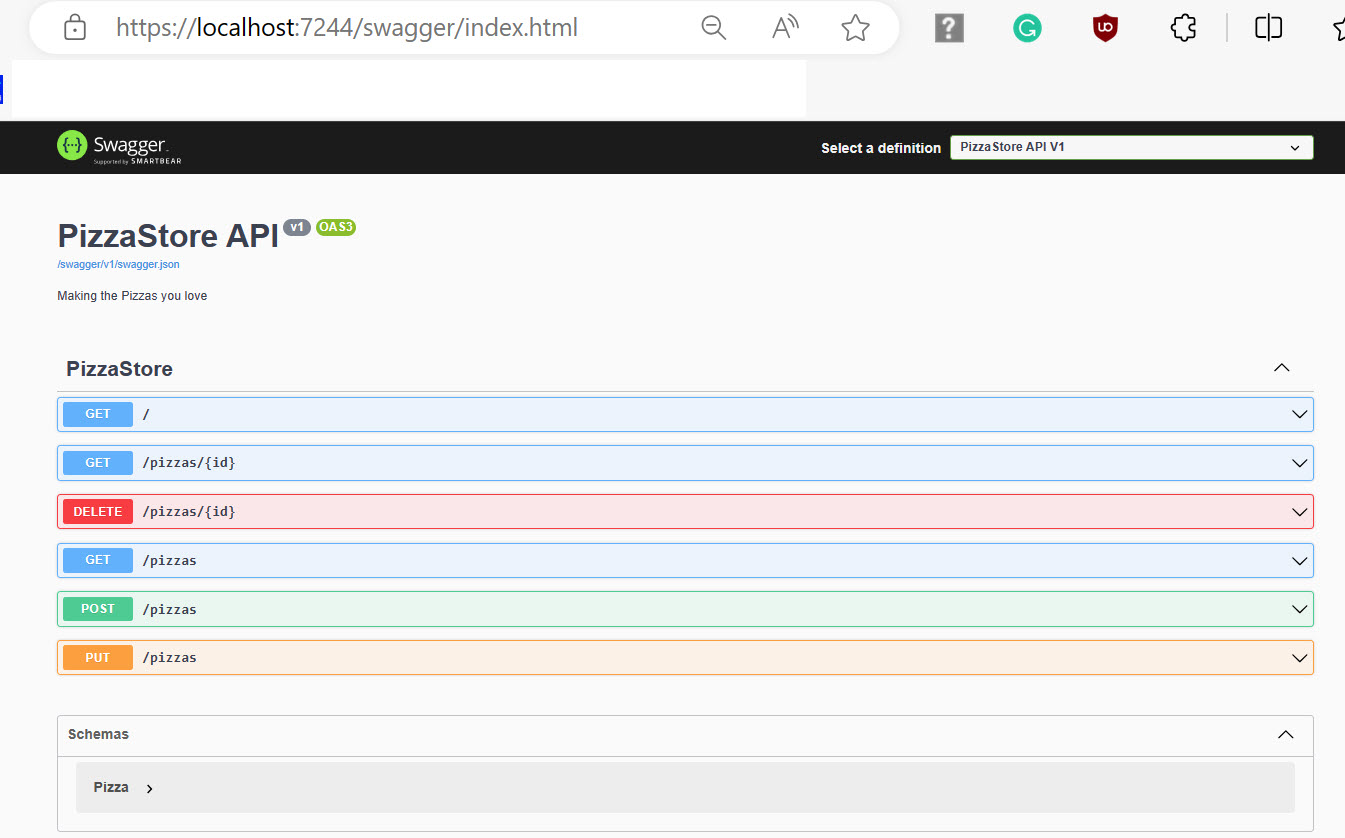 https://localhost:7244/swagger/index.html
Swagger
Supported by SMARTBEAR
Select a definition
PizzaStore API V1
PizzaStore API v1 OAS3
/swagger/v1/swagger.json
Making the Pizzas you love
PizzaStore
GET /
GET /pizzas/{id}
DELETE /pizzas/{id}
GET /pizzas
POST /pizzas
PUT /pizzas
Schemas
Pizza